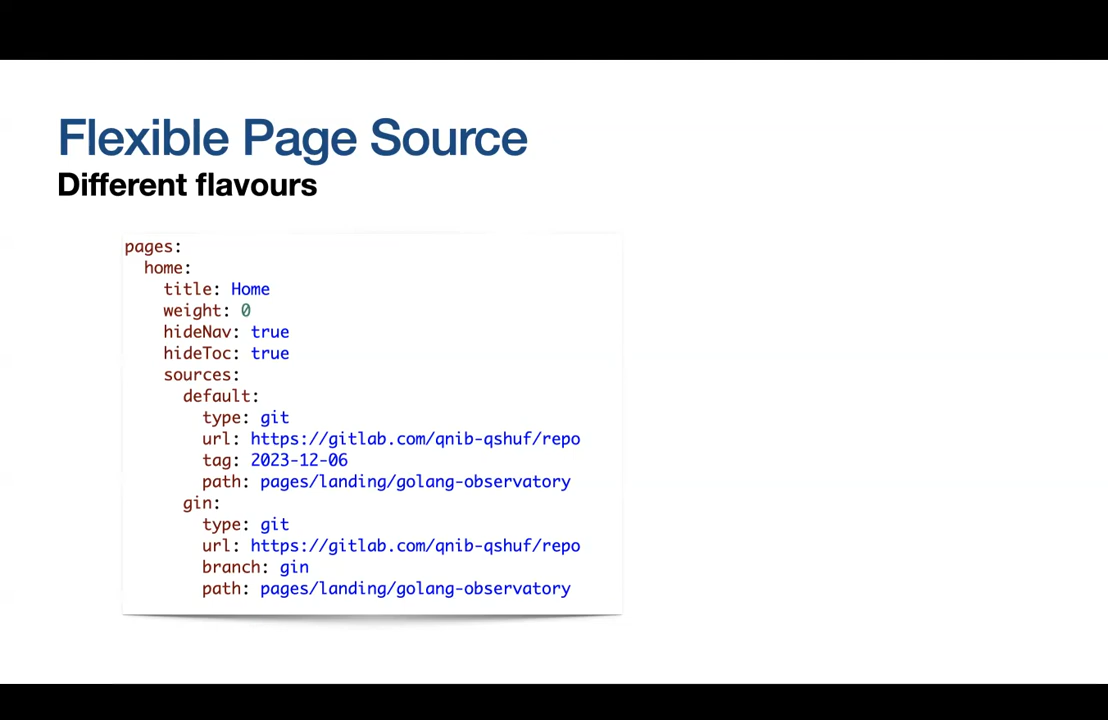 Flexible Page Source
Different flavours
pages:
  home:
    title: Home
    weight: 0
    hideNav: true
    hideToc: true
    sources:
      default:
        type: git
        url: https://gitlab.com/qnib-qshuf/repo
        tag: 2023-12-06
        path: pages/landing/golang-observatory
      gin:
        type: git
        url: https://gitlab.com/qnib-qshuf/repo
        branch: gin
        path: pages/landing/golang-observatory